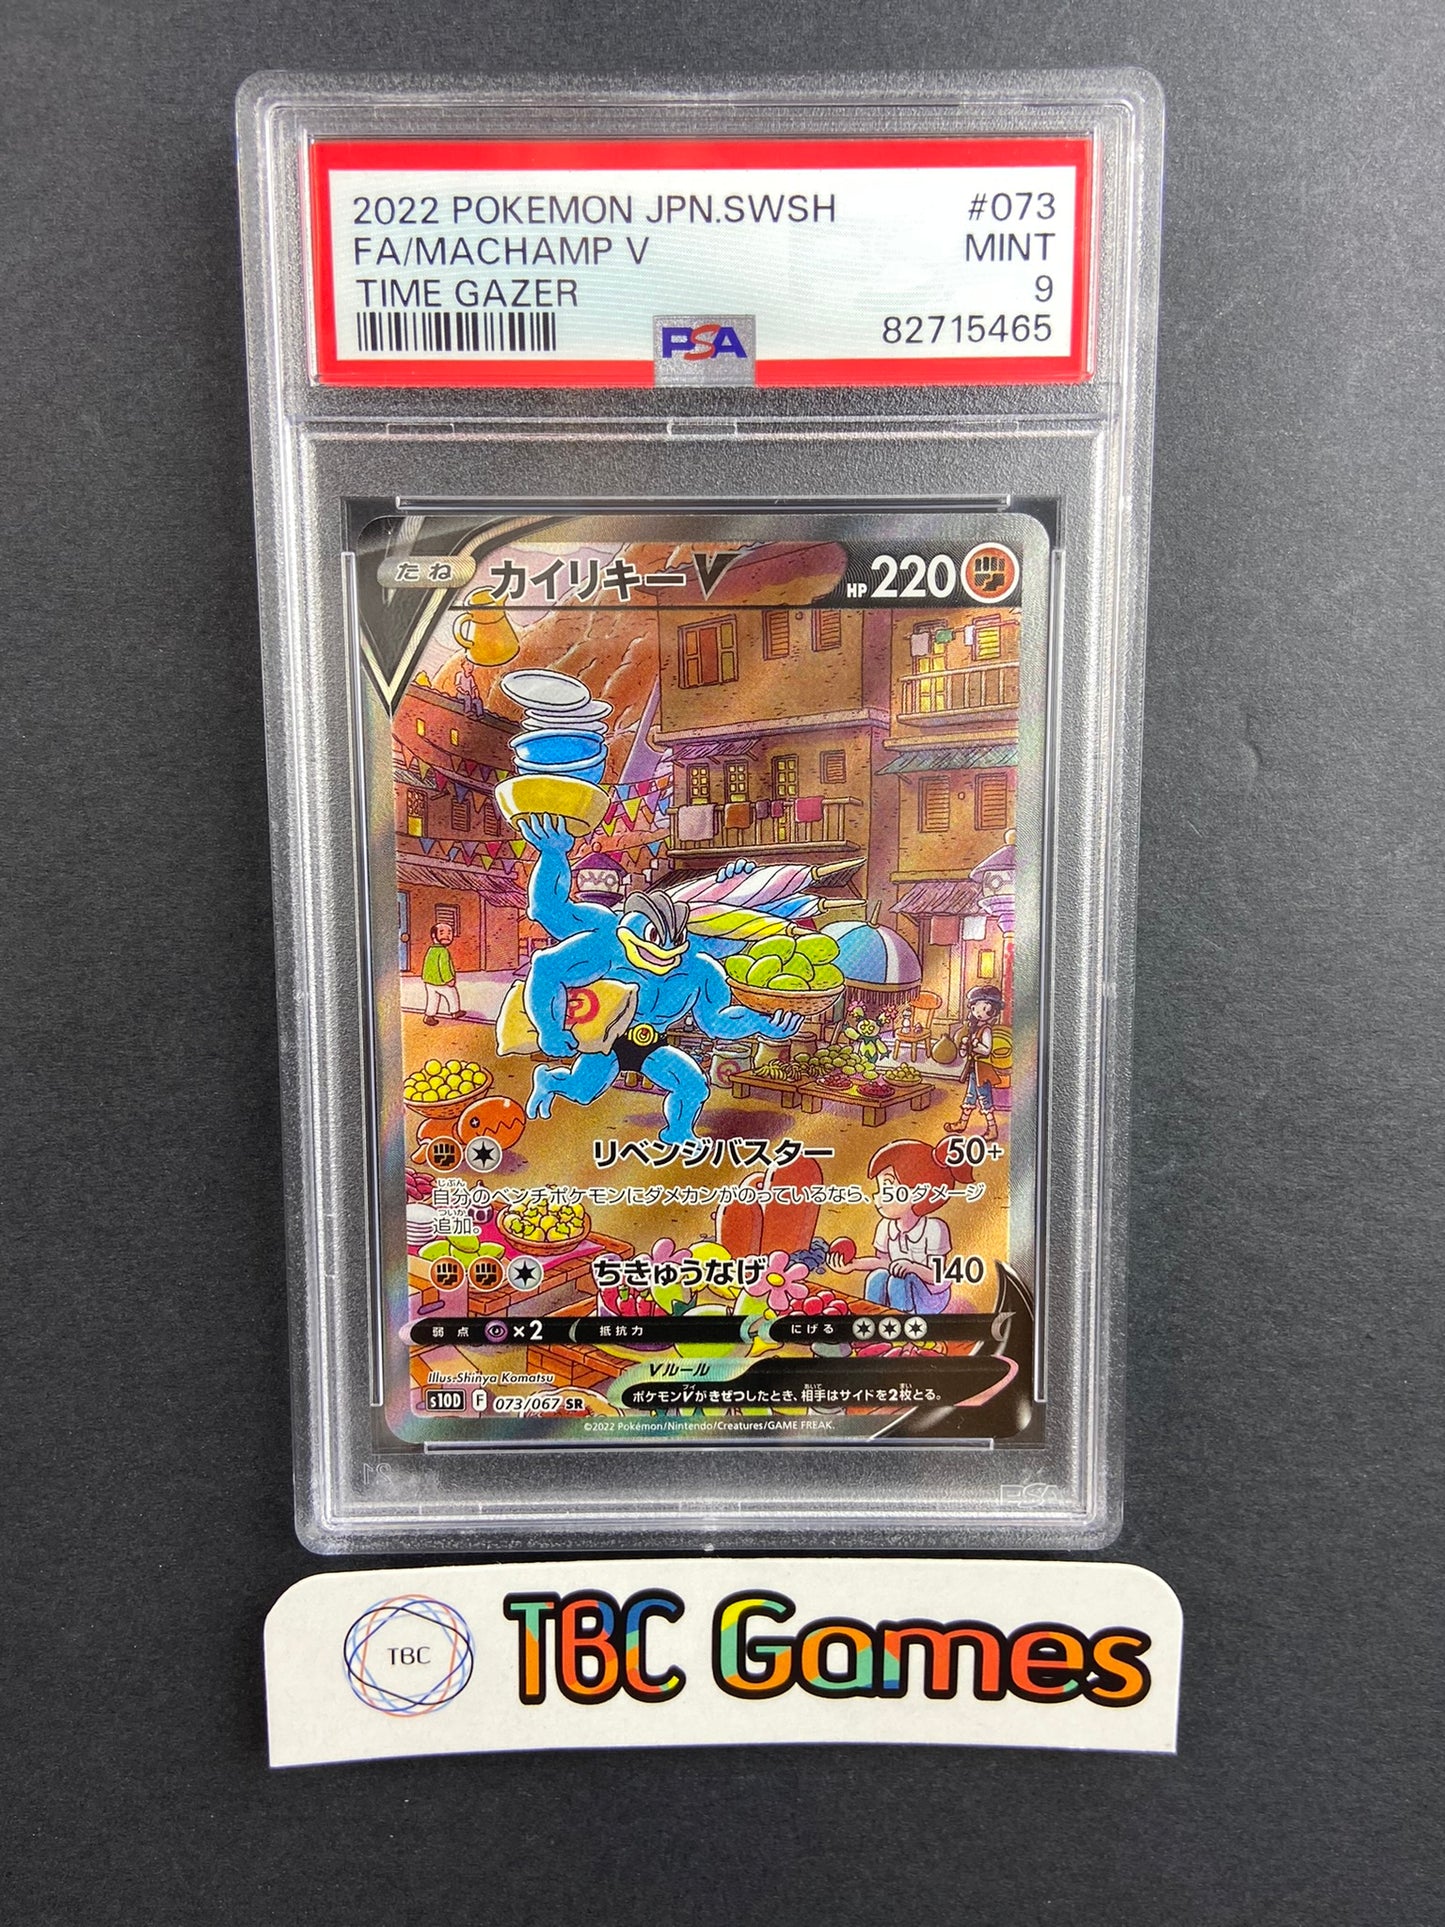 2022 POKEMON JPN.SWSH #073
FA/MACHAMP V MINT
TIME GAZER 9
PSA 82715465
たね カイリキーV HP 220
リベンジバスター 50+
自分のベンチポケモンにダメカンがのっているなら、50ダメージ
追加。
ちきゅうなげ 140
弱点 ×2 抵抗力 にげる
Illus.Shinya Komatsu
Vルール
ポケモンVがきぜつしたとき、相手はサイドを2枚とる。
s10D F 073/067 SR
©2022 Pokémon/Nintendo/Creatures/GAME FREAK.
PSA
TBC TBC Games